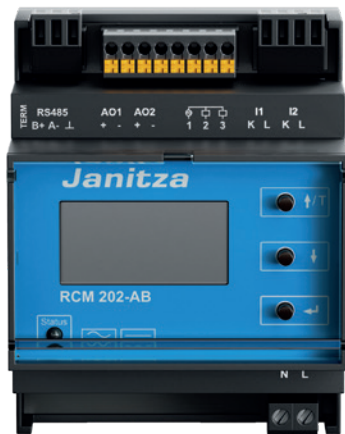 TERM RS485 AO1 AO2 I1 I2
B+ A- + - + - 1 2 3 K L K L
Janitza
↑/T
↓
RCM 202-AB
↵
Status
N L